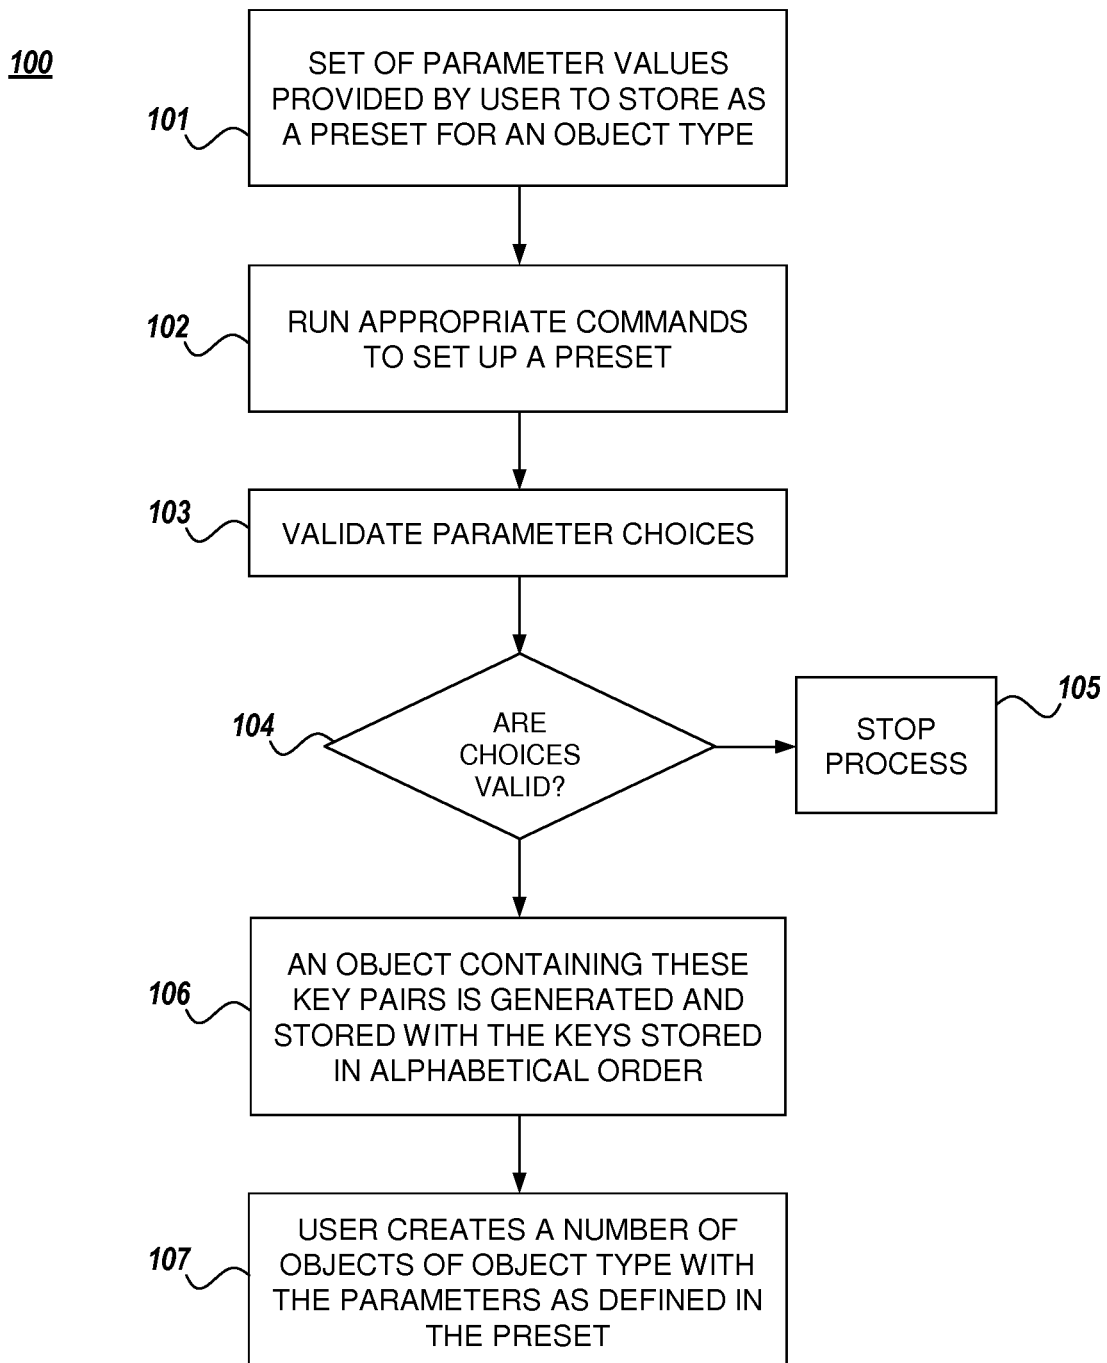 100
SET OF PARAMETER VALUES
PROVIDED BY USER TO STORE AS
A PRESET FOR AN OBJECT TYPE
101
RUN APPROPRIATE COMMANDS
TO SET UP A PRESET
102
VALIDATE PARAMETER CHOICES
103
ARE
CHOICES
VALID?
104
STOP
PROCESS
105
AN OBJECT CONTAINING THESE
KEY PAIRS IS GENERATED AND
STORED WITH THE KEYS STORED
IN ALPHABETICAL ORDER
106
USER CREATES A NUMBER OF
OBJECTS OF OBJECT TYPE WITH
THE PARAMETERS AS DEFINED IN
THE PRESET
107